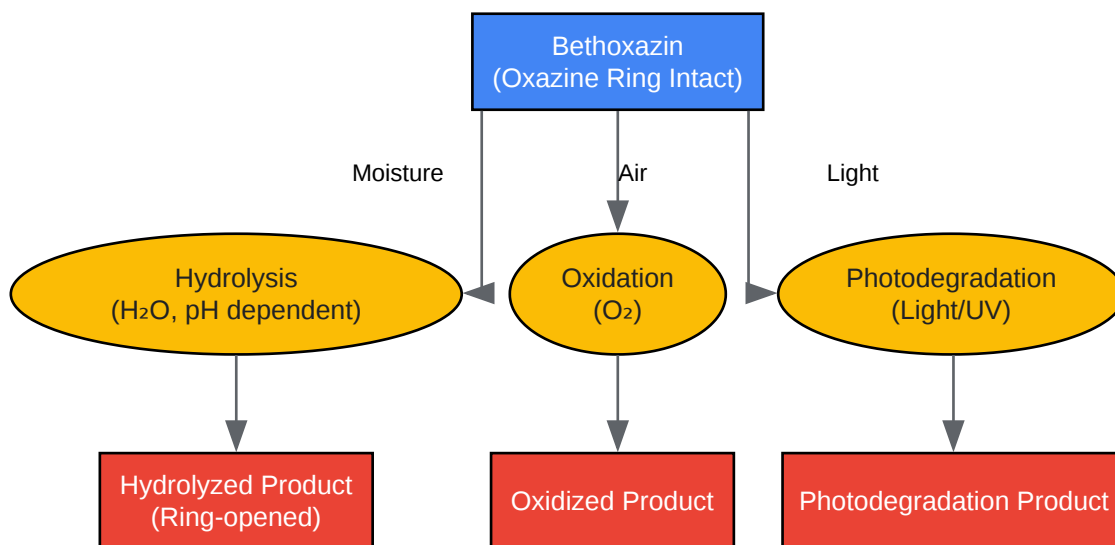 Bethoxazin
(Oxazine Ring Intact)
Moisture
Air
Light
Hydrolysis
(H₂O, pH dependent)
Oxidation
(O₂)
Photodegradation
(Light/UV)
Hydrolyzed Product
(Ring-opened)
Oxidized Product
Photodegradation Product